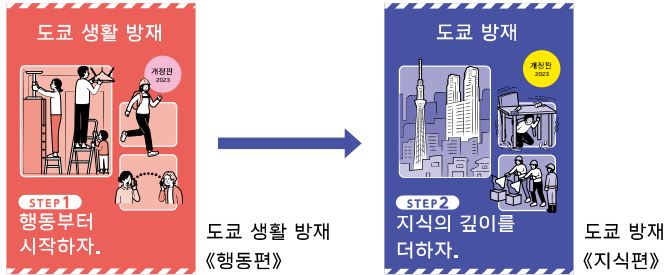 도쿄 생활 방재
개정판
2023
STEP 1
행동부터
시작하자.
도쿄 생활 방재
《행동편》
도쿄 방재
개정판
2023
STEP 2
지식의 깊이를
더하자.
도쿄 방재
《지식편》